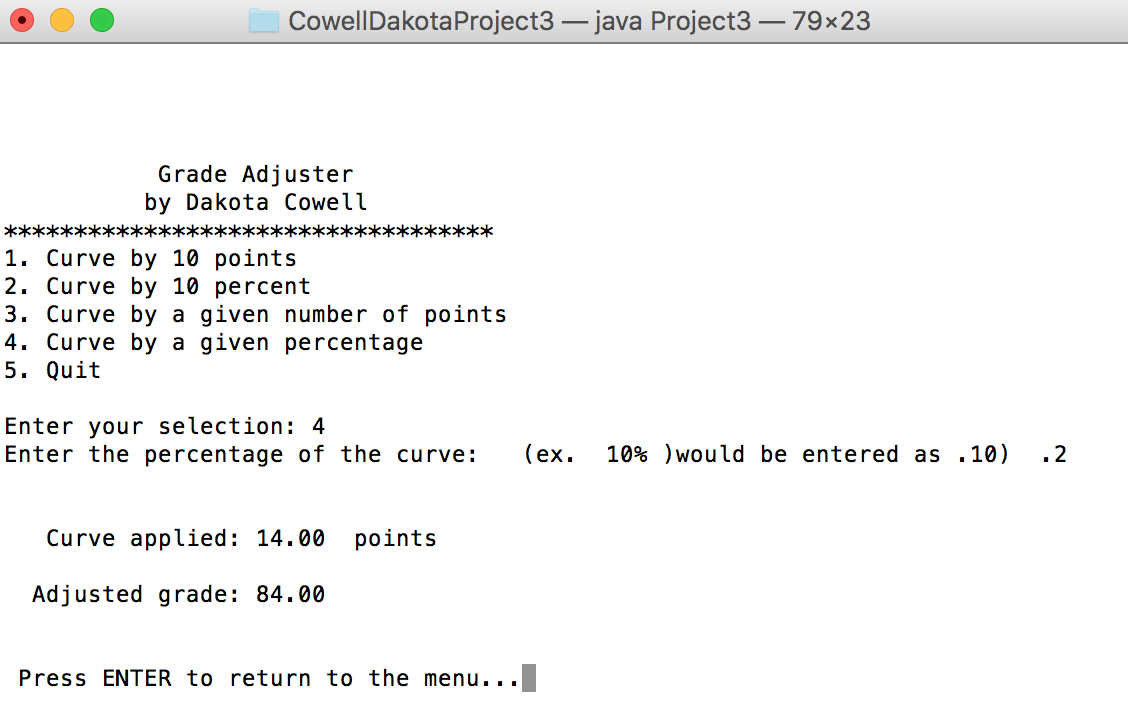 CowellDakotaProject3 — java Project3 — 79×23
Grade Adjuster
by Dakota Cowell
***********************************
1. Curve by 10 points
2. Curve by 10 percent
3. Curve by a given number of points
4. Curve by a given percentage
5. Quit
Enter your selection: 4
Enter the percentage of the curve:   (ex.  10% )would be entered as .10)  .2
Curve applied: 14.00  points
Adjusted grade: 84.00
Press ENTER to return to the menu...